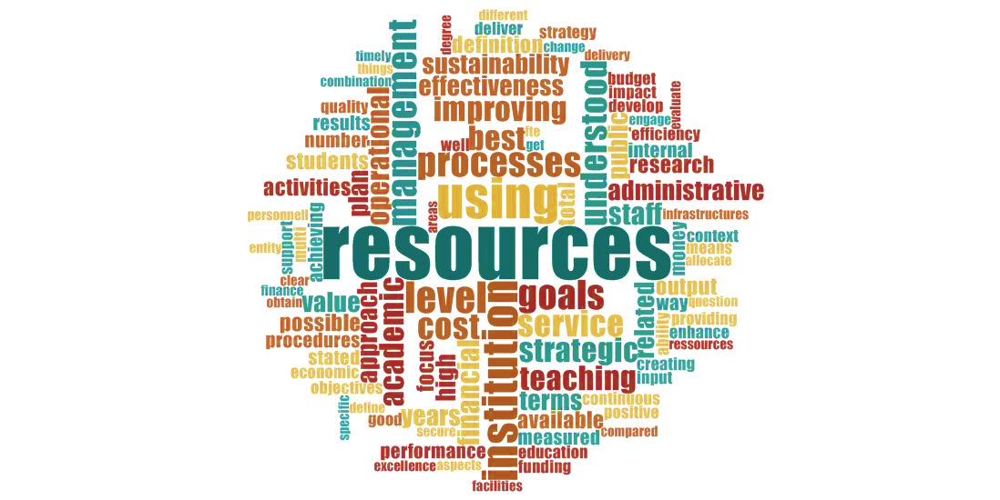 different
degree
deliver
strategy
definition
change
management
timely
delivery
things
sustainability
understood
combination
effectiveness
budget
impact
evaluate
operational
improving
develop
quality
results
public
engage
best
fte
efficiency
number
well
get
internal
students
processes
research
plan
using
total
activities
administrative
areas
staff
infrastructures
personnell
achieving
support
multi
resources
money
context
entity
means
allocate
clear
finance
obtain
value
approach
academic
level
institution
goals
related
output
way
question
possible
cost
service
ability
providing
procedures
focus
high
financial
strategic
enhance
ressources
stated
economic
teaching
creating
input
objectives
terms
continuous
specific
define
good
years
secure
available
positive
measured
compared
performance
education
excellence
aspects
funding
facilities